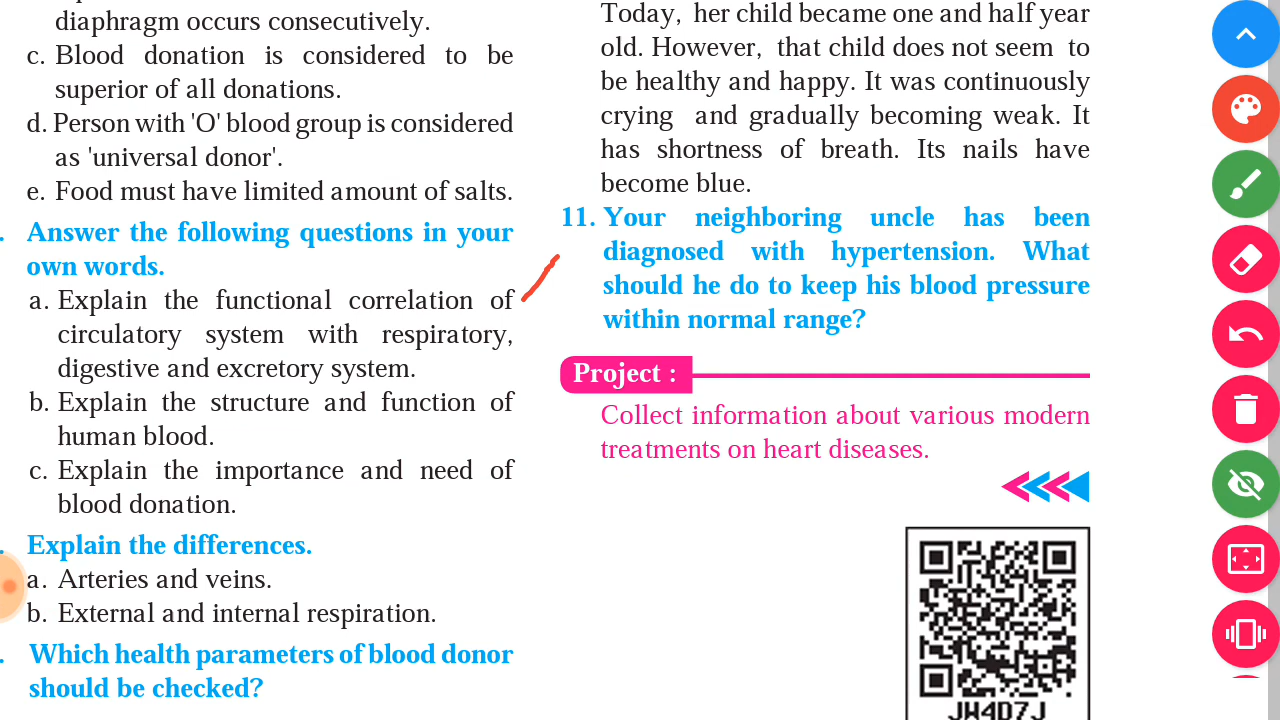 diaphragm occurs consecutively.
c. Blood donation is considered to be
superior of all donations.
d. Person with 'O' blood group is considered
as 'universal donor'.
e. Food must have limited amount of salts.
. Answer the following questions in your
own words.
a. Explain the functional correlation of
circulatory system with respiratory,
digestive and excretory system.
b. Explain the structure and function of
human blood.
c. Explain the importance and need of
blood donation.
. Explain the differences.
a. Arteries and veins.
b. External and internal respiration.
. Which health parameters of blood donor
should be checked?
Today, her child became one and half year
old. However, that child does not seem to
be healthy and happy. It was continuously
crying and gradually becoming weak. It
has shortness of breath. Its nails have
become blue.
11. Your neighboring uncle has been
diagnosed with hypertension. What
should he do to keep his blood pressure
within normal range?
Project :
Collect information about various modern
treatments on heart diseases.
JW4D7J